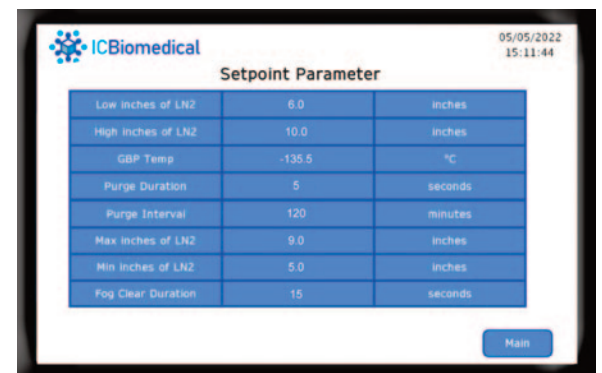 ICBiomedical
05/05/2022
15:11:44
Setpoint Parameter
Low inches of LN2 6.0 inches
High inches of LN2 10.0 inches
GBP Temp -135.5 °C
Purge Duration 5 seconds
Purge Interval 120 minutes
Max inches of LN2 9.0 inches
Min inches of LN2 5.0 inches
Fog Clear Duration 15 seconds
Main